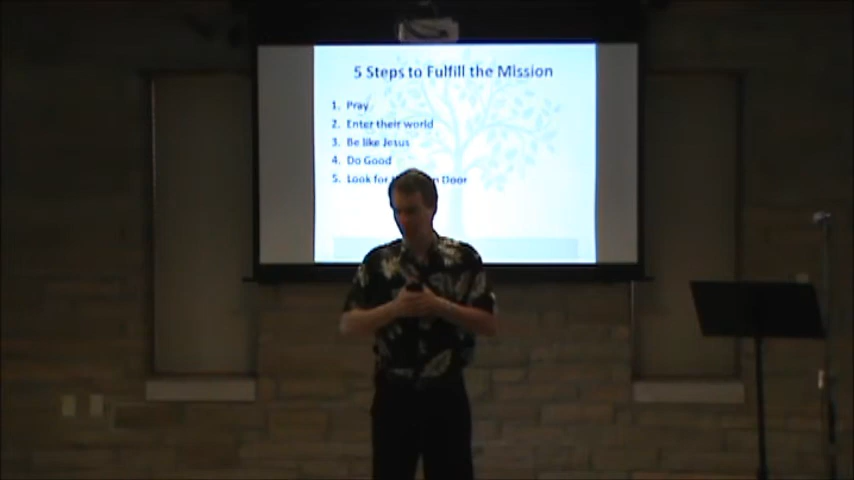 5 Steps to Fulfill the Mission
1. Pray
2. Enter their world
3. Be like Jesus
4. Do Good
5. Look for Door